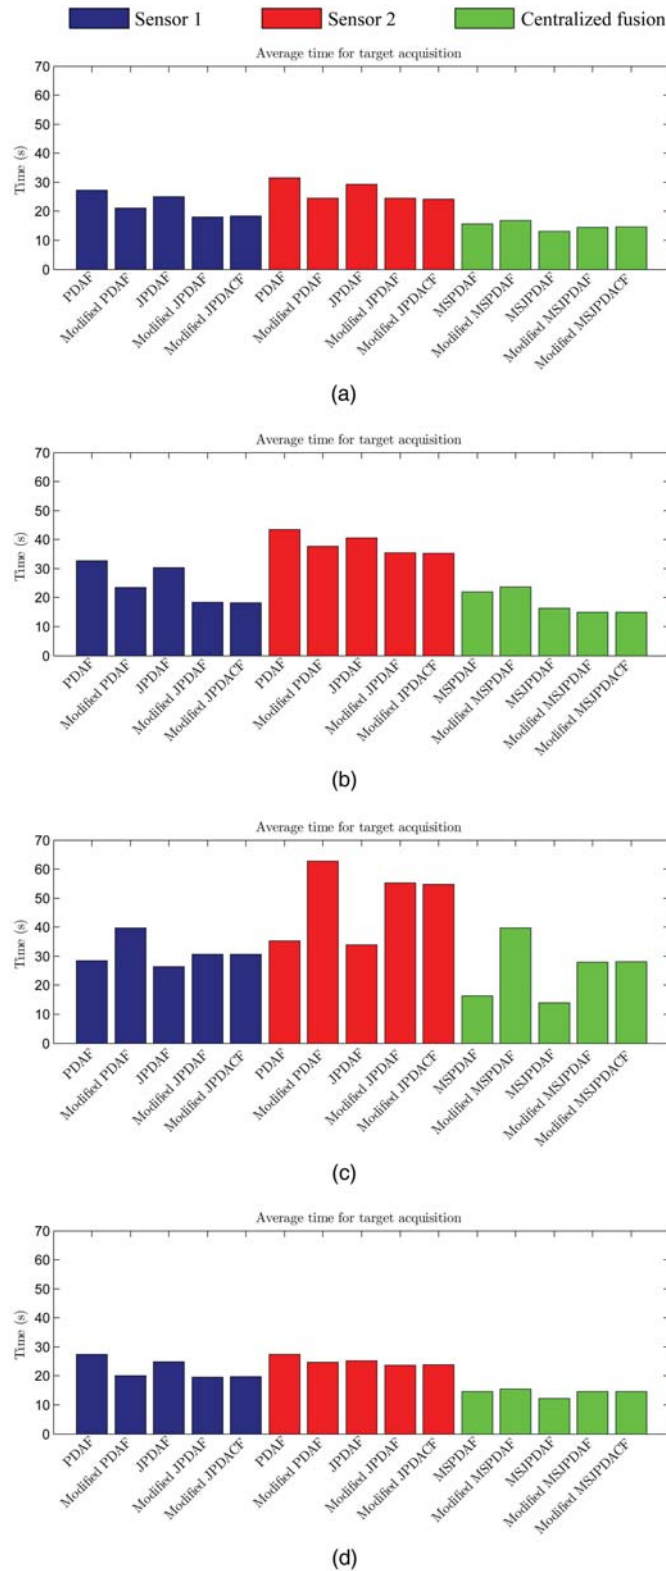 Sensor 1 Sensor 2 Centralized fusion
Average time for target acquisition
Time (s)
70
60
50
40
30
20
10
0
PDAF
Modified PDAF
JPDAF
Modified JPDAF
Modified JPDACF
PDAF
Modified PDAF
JPDAF
Modified JPDAF
Modified JPDACF
MSPDAF
Modified MSPDAF
MSJPDAF
Modified MSJPDAF
Modified MSJPDACF
(a)
Average time for target acquisition
Time (s)
70
60
50
40
30
20
10
0
PDAF
Modified PDAF
JPDAF
Modified JPDAF
Modified JPDACF
PDAF
Modified PDAF
JPDAF
Modified JPDAF
Modified JPDACF
MSPDAF
Modified MSPDAF
MSJPDAF
Modified MSJPDAF
Modified MSJPDACF
(b)
Average time for target acquisition
Time (s)
70
60
50
40
30
20
10
0
PDAF
Modified PDAF
JPDAF
Modified JPDAF
Modified JPDACF
PDAF
Modified PDAF
JPDAF
Modified JPDAF
Modified JPDACF
MSPDAF
Modified MSPDAF
MSJPDAF
Modified MSJPDAF
Modified MSJPDACF
(c)
Average time for target acquisition
Time (s)
70
60
50
40
30
20
10
0
PDAF
Modified PDAF
JPDAF
Modified JPDAF
Modified JPDACF
PDAF
Modified PDAF
JPDAF
Modified JPDAF
Modified JPDACF
MSPDAF
Modified MSPDAF
MSJPDAF
Modified MSJPDAF
Modified MSJPDACF
(d)